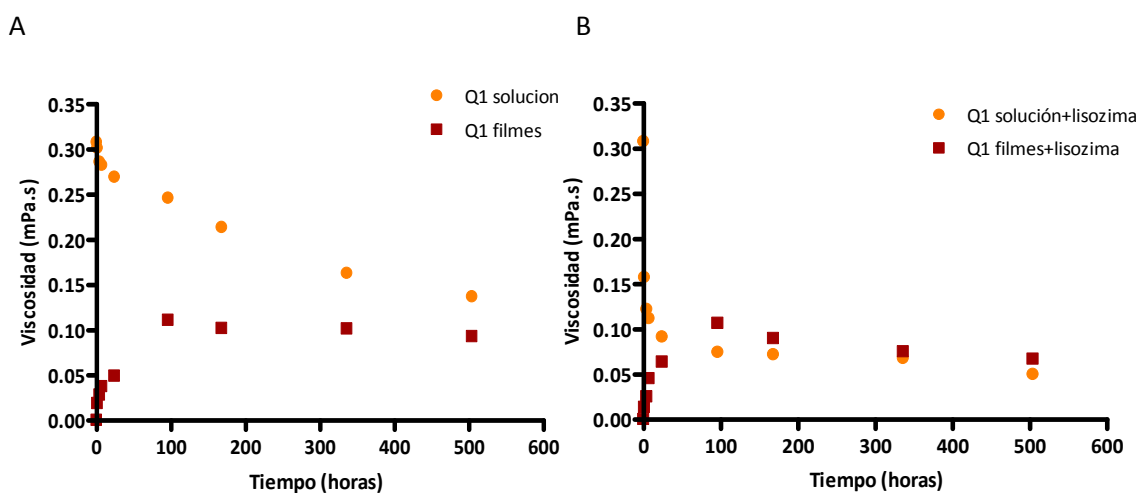 A
Q1 solucion
Q1 filmes
0.35
0.30
0.25
0.20
0.15
0.10
0.05
0.00
0 100 200 300 400 500 600
Viscosidad (mPa.s)
Tiempo (horas)
B
Q1 solución+lisozima
Q1 filmes+lisozima
0.35
0.30
0.25
0.20
0.15
0.10
0.05
0.00
0 100 200 300 400 500 600
Viscosidad (mPa.s)
Tiempo (horas)